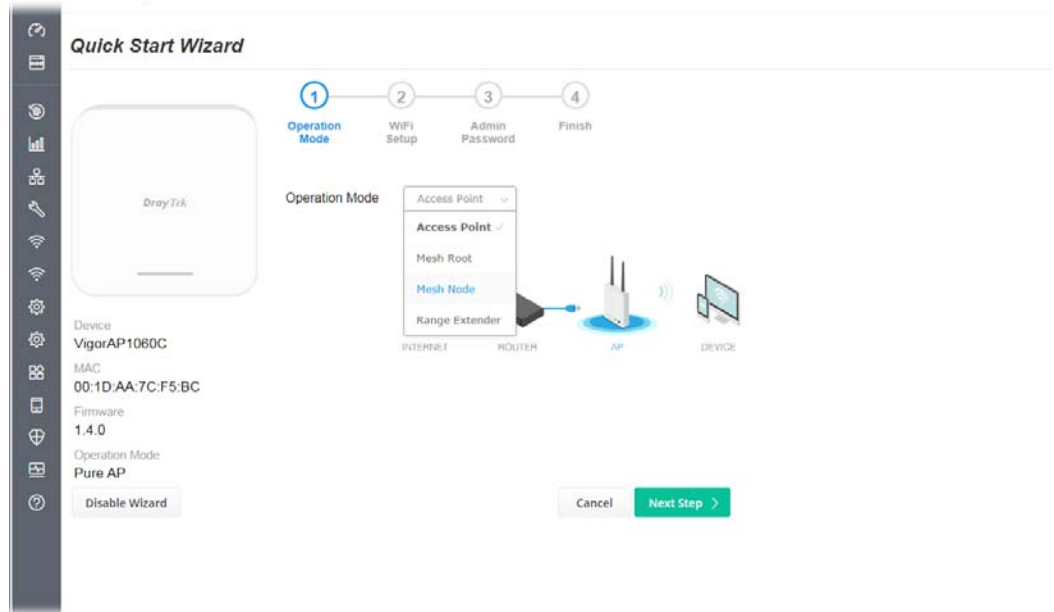 Quick Start Wizard
1
2
3
4
Operation
Mode
WiFi
Setup
Admin
Password
Finish
DrayTek
Operation Mode
Access Point
Access Point
Mesh Root
Mesh Node
Range Extender
INTERNET
ROUTER
AP
DEVICE
Device
VigorAP1060C
MAC
00:1D:AA:7C:F5:BC
Firmware
1.4.0
Operation Mode
Pure AP
Disable Wizard
Cancel
Next Step